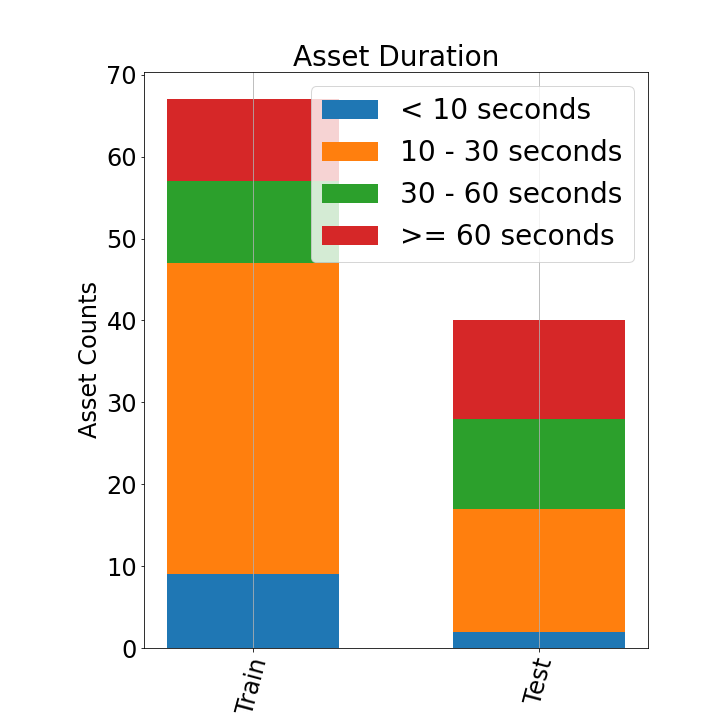 Asset Duration
70
60
50
40
30
20
10
0
Asset Counts
< 10 seconds
10 - 30 seconds
30 - 60 seconds
>= 60 seconds
Train
Test